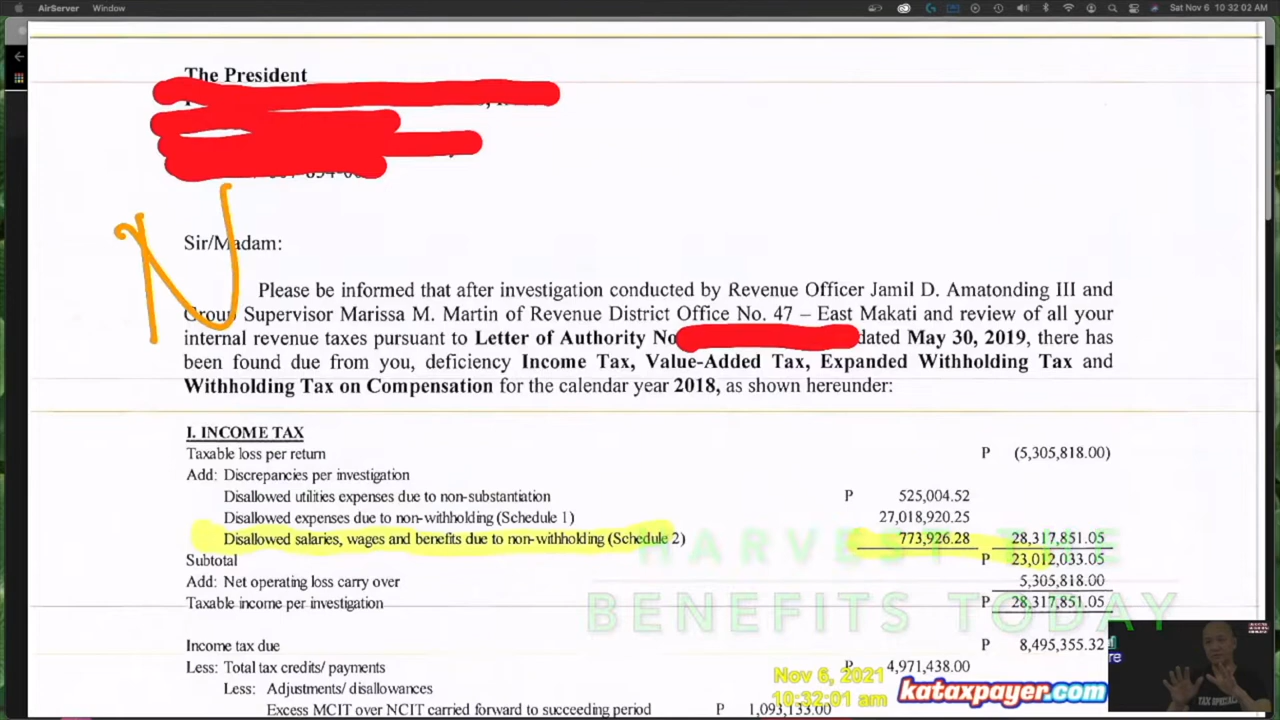 AirServer Window Sat Nov 6 10:32:02 AM
The President
Sir/Madam:
Please be informed that after investigation conducted by Revenue Officer Jamil D. Amatonding III and
Group Supervisor Marissa M. Martin of Revenue District Office No. 47 – East Makati and review of all your
internal revenue taxes pursuant to Letter of Authority No dated May 30, 2019, there has
been found due from you, deficiency Income Tax, Value-Added Tax, Expanded Withholding Tax and
Withholding Tax on Compensation for the calendar year 2018, as shown hereunder:
I. INCOME TAX
Taxable loss per return P (5,305,818.00)
Add: Discrepancies per investigation
Disallowed utilities expenses due to non-substantiation P 525,004.52
Disallowed expenses due to non-withholding (Schedule 1) 27,018,920.25
Disallowed salaries, wages and benefits due to non-withholding (Schedule 2) 773,926.28 28,317,851.05
Subtotal P 23,012,033.05
Add: Net operating loss carry over 5,305,818.00
Taxable income per investigation P 28,317,851.05
HARVEST THE
BENEFITS TODAY
Income tax due P 8,495,355.32
Less: Total tax credits/ payments P 4,971,438.00
Less: Adjustments/ disallowances
Excess MCIT over NCIT carried forward to succeeding period P 1,093,133.00
Nov 6, 2021
10:32:01 am
kataxpayer.com